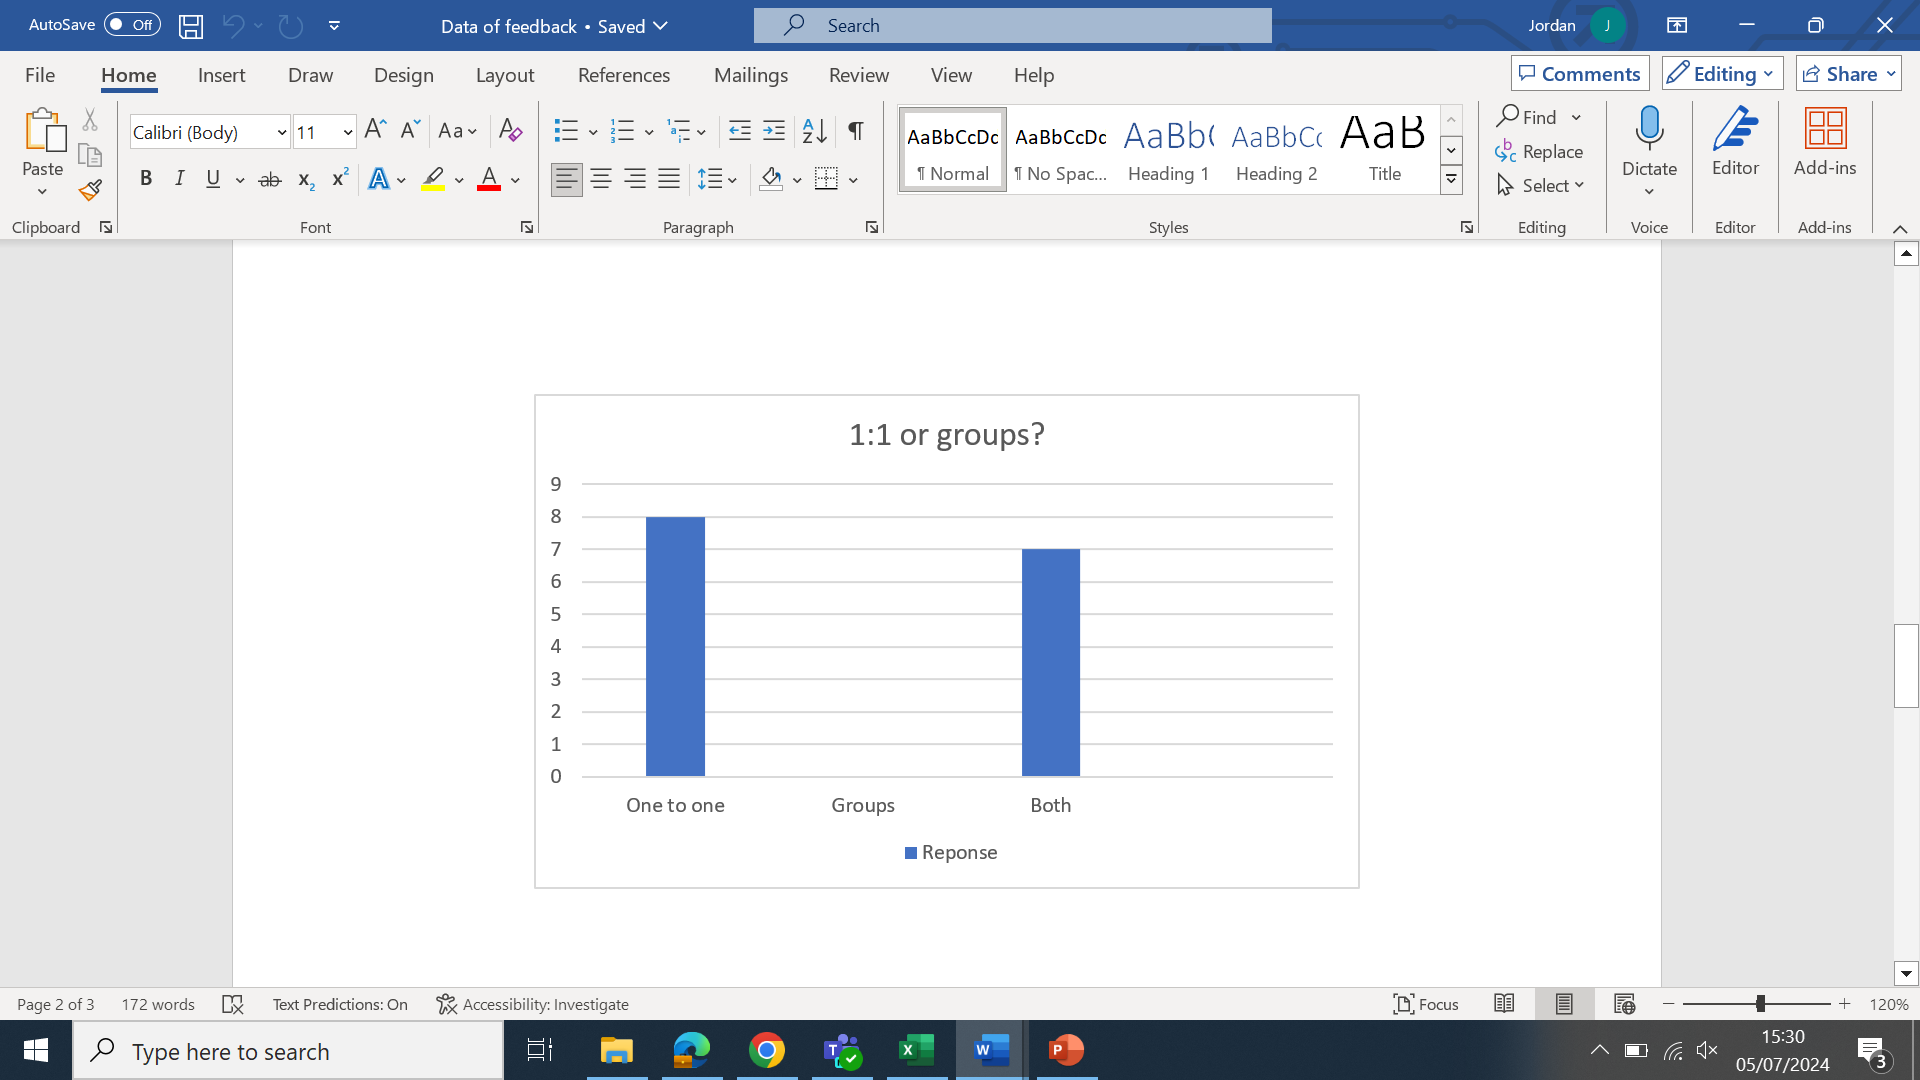 AutoSave Off Data of feedback • Saved Search Jordan J
File Home Insert Draw Design Layout References Mailings Review View Help Comments Editing Share
Paste
Clipboard
Calibri (Body) 11 Aa
B I U ab x2 x2 A A
Font
Paragraph
AaBbCcDc AaBbCcDc AaBb( AaBbCc AaB
¶ Normal ¶ No Spac... Heading 1 Heading 2 Title
Styles
Find
Replace
Select
Editing
Dictate
Voice
Editor
Editor
Add-ins
Add-ins
1:1 or groups?
9
8
7
6
5
4
3
2
1
0
One to one Groups Both
Reponse
Page 2 of 3 172 words Text Predictions: On Accessibility: Investigate Focus 120%
Type here to search
15:30
05/07/2024
3